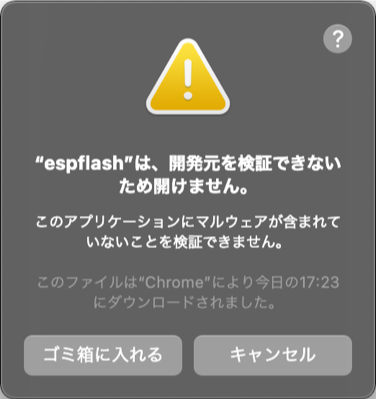 ?
“espflash”は、開発元を検証できない
ため開けません。
このアプリケーションにマルウェアが含まれて
いないことを検証できません。
このファイルは“Chrome”により今日の17:23
にダウンロードされました。
ゴミ箱に入れる
キャンセル